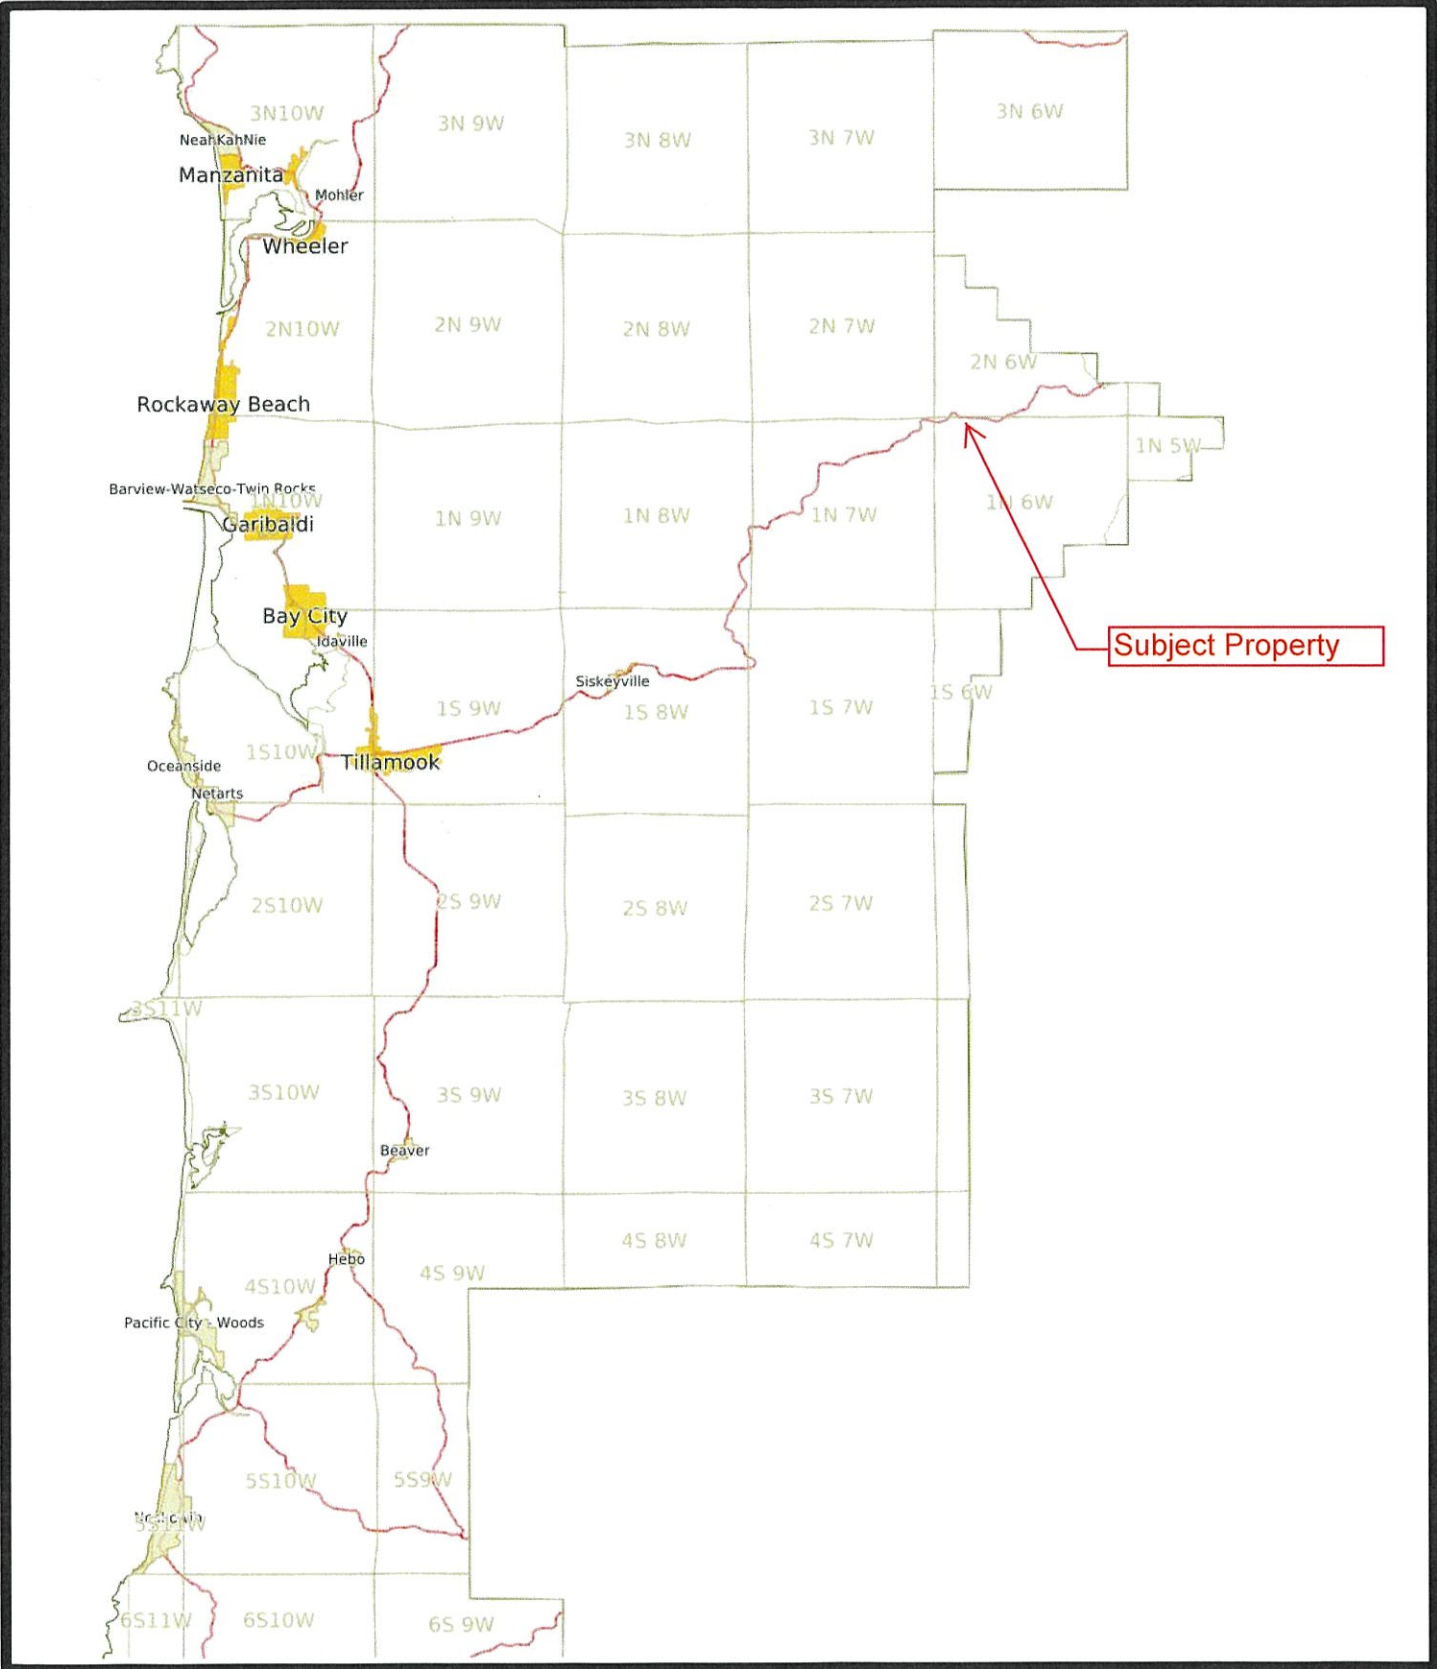 3N10W
3N 9W
3N 8W
3N 7W
3N 6W
NeahKahNie
Manzanita
Mohler
Wheeler
2N10W
2N 9W
2N 8W
2N 7W
2N 6W
Rockaway Beach
1N 5W
Barview-Watseco-Twin Rocks
1N10W
Garibaldi
1N 9W
1N 8W
1N 7W
1N 6W
Bay City
Idaville
Subject Property
Siskeyville
1S 9W
1S 8W
1S 7W
1S 6W
1S10W
Oceanside
Tillamook
Netarts
2S10W
2S 9W
2S 8W
2S 7W
3S11W
3S10W
3S 9W
3S 8W
3S 7W
Beaver
4S 8W
4S 7W
Hebo
4S10W
4S 9W
Pacific City - Woods
5S10W
5S9W
5S11W
6S11W
6S10W
6S 9W